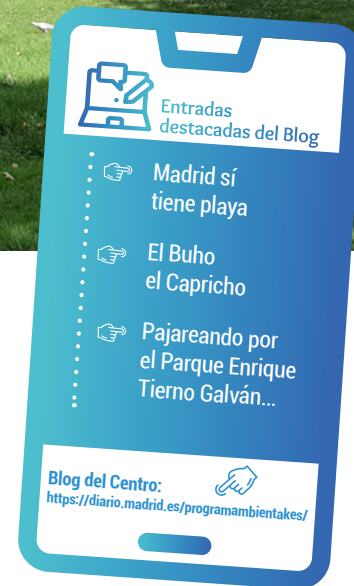 Entradas
destacadas del Blog
Madrid sí
tiene playa
El Buho
el Capricho
Pajareando por
el Parque Enrique
Tierno Galván...
Blog del Centro:
https://diario.madrid.es/programambientakes/